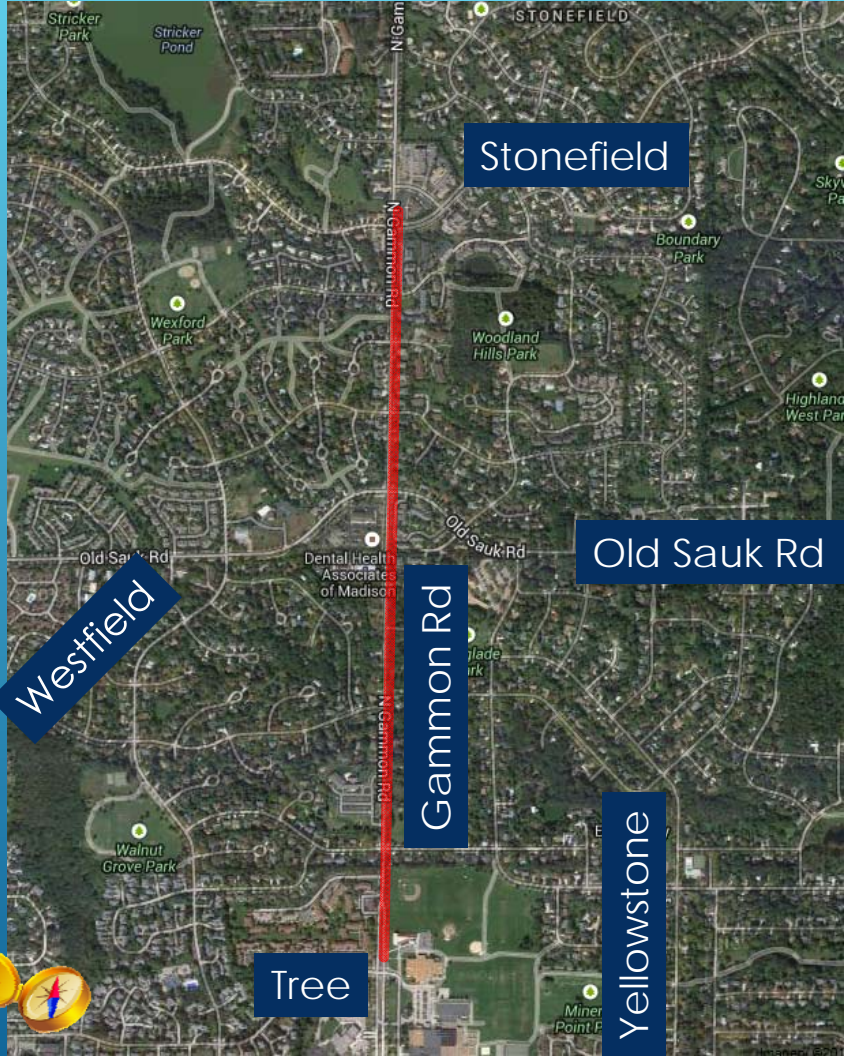 Stricker
Park
Stricker
Pond
N Gam
STONEFIELD
Stonefield
Boundary
Park
N Gammon Rd
Wexford
Park
Woodland
Hills Park
Highland
West Par
Old Sauk Rd
Old Sauk Rd
Old Sauk Rd
Dental Health
Associates
of Madison
Westfield
Gammon Rd
N Gammon Rd
Walnut
Grove Park
Yellowstone
Tree
Point P